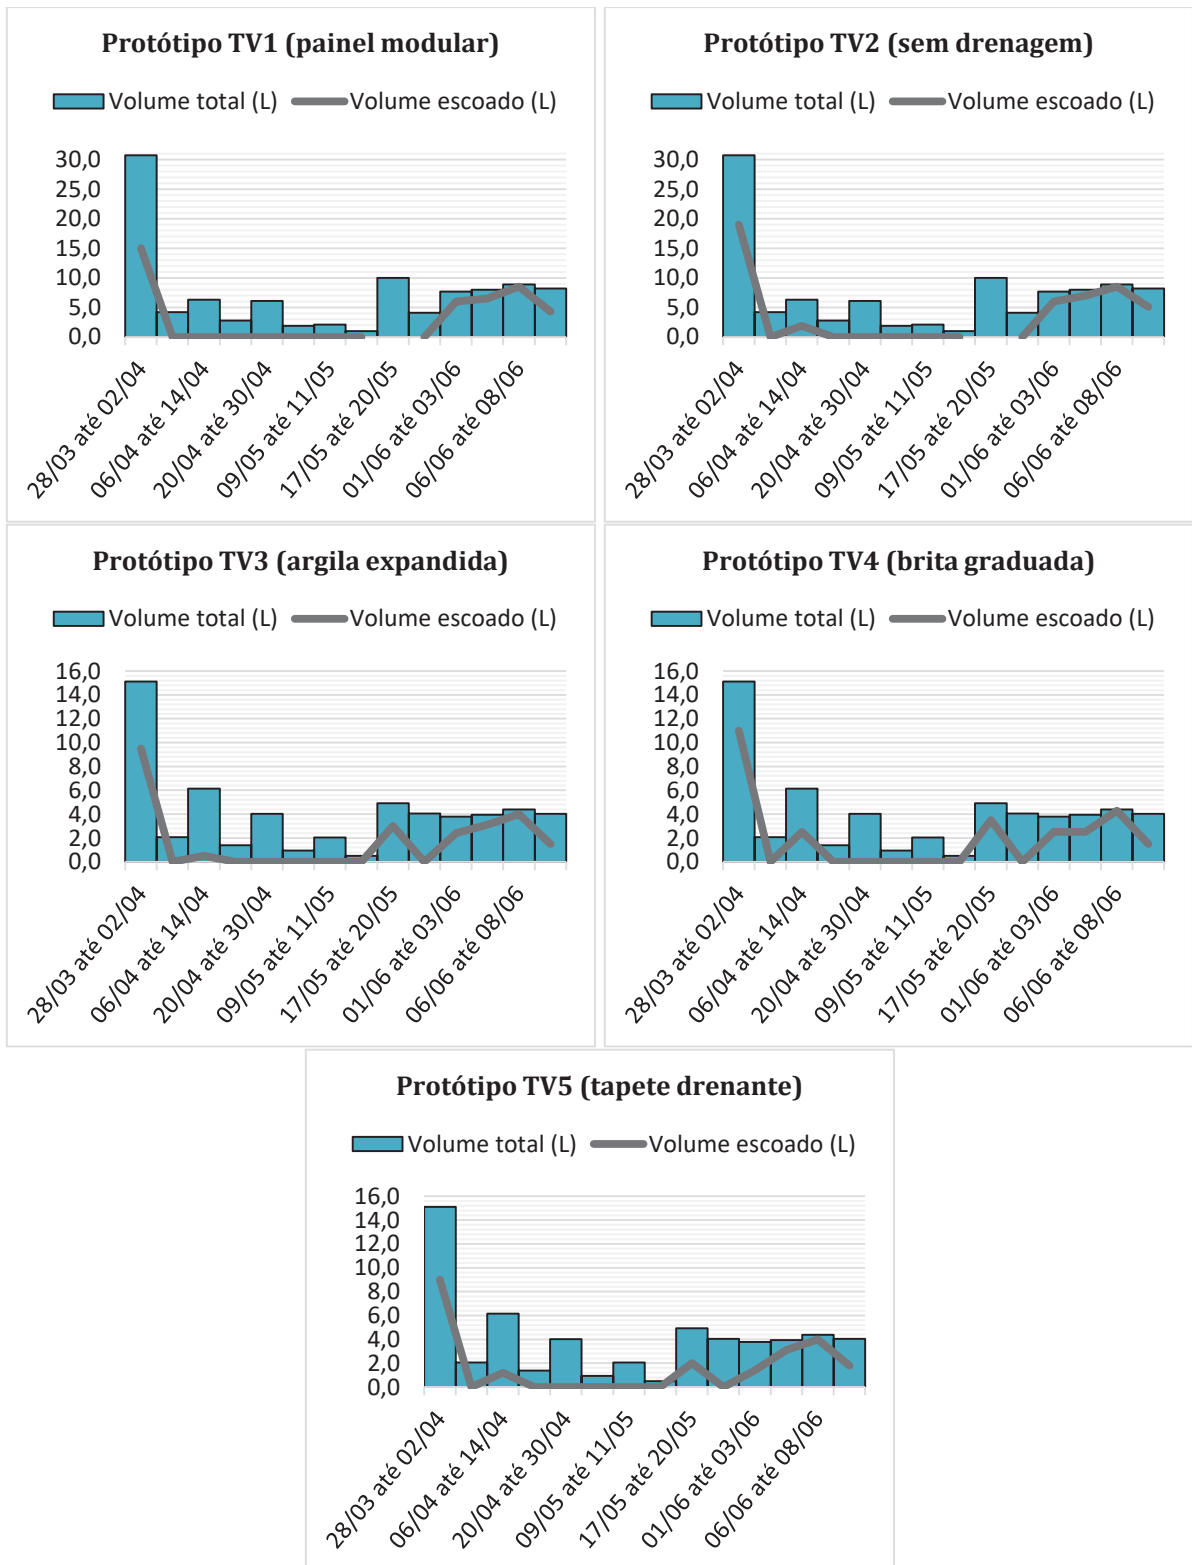 Protótipo TV1 (painel modular)
Volume total (L) Volume escoado (L)
30,0
25,0
20,0
15,0
10,0
5,0
0,0
28/03 até 02/04
06/04 até 14/04
20/04 até 30/04
09/05 até 11/05
17/05 até 20/05
01/06 até 03/06
06/06 até 08/06
Protótipo TV2 (sem drenagem)
Volume total (L) Volume escoado (L)
30,0
25,0
20,0
15,0
10,0
5,0
0,0
28/03 até 02/04
06/04 até 14/04
20/04 até 30/04
09/05 até 11/05
17/05 até 20/05
01/06 até 03/06
06/06 até 08/06
Protótipo TV3 (argila expandida)
Volume total (L) Volume escoado (L)
16,0
14,0
12,0
10,0
8,0
6,0
4,0
2,0
0,0
28/03 até 02/04
06/04 até 14/04
20/04 até 30/04
09/05 até 11/05
17/05 até 20/05
01/06 até 03/06
06/06 até 08/06
Protótipo TV4 (brita graduada)
Volume total (L) Volume escoado (L)
16,0
14,0
12,0
10,0
8,0
6,0
4,0
2,0
0,0
28/03 até 02/04
06/04 até 14/04
20/04 até 30/04
09/05 até 11/05
17/05 até 20/05
01/06 até 03/06
06/06 até 08/06
Protótipo TV5 (tapete drenante)
Volume total (L) Volume escoado (L)
16,0
14,0
12,0
10,0
8,0
6,0
4,0
2,0
0,0
28/03 até 02/04
06/04 até 14/04
20/04 até 30/04
09/05 até 11/05
17/05 até 20/05
01/06 até 03/06
06/06 até 08/06